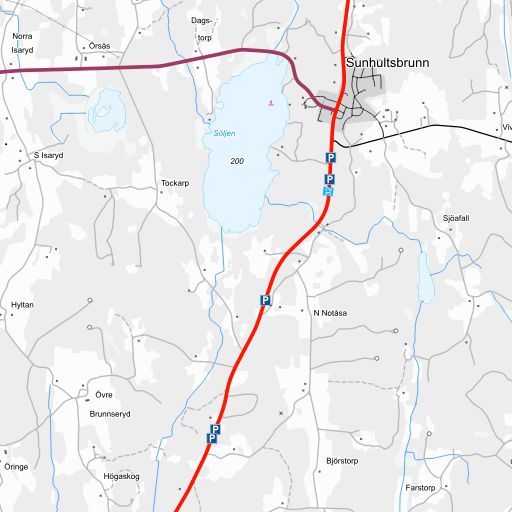 Dags-
torp
Norra
Isaryd
Örsås
Sunhultsbrunn
Söljen
Viv
P
S Isaryd
200
P
Tockarp
Sjöafall
P
Hyltan
N Notåsa
Övre
Brunnseryd
P
P
Öringe
Björstorp
Högaskog
Farstorp